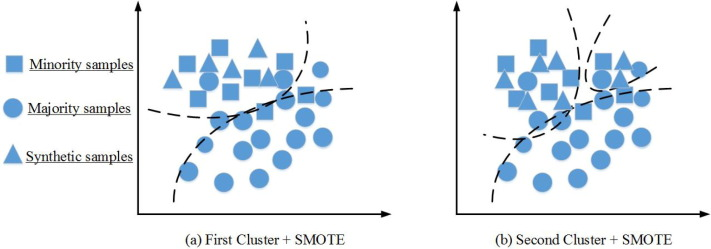 Minority samples
Majority samples
Synthetic samples
(a) First Cluster + SMOTE
(b) Second Cluster + SMOTE